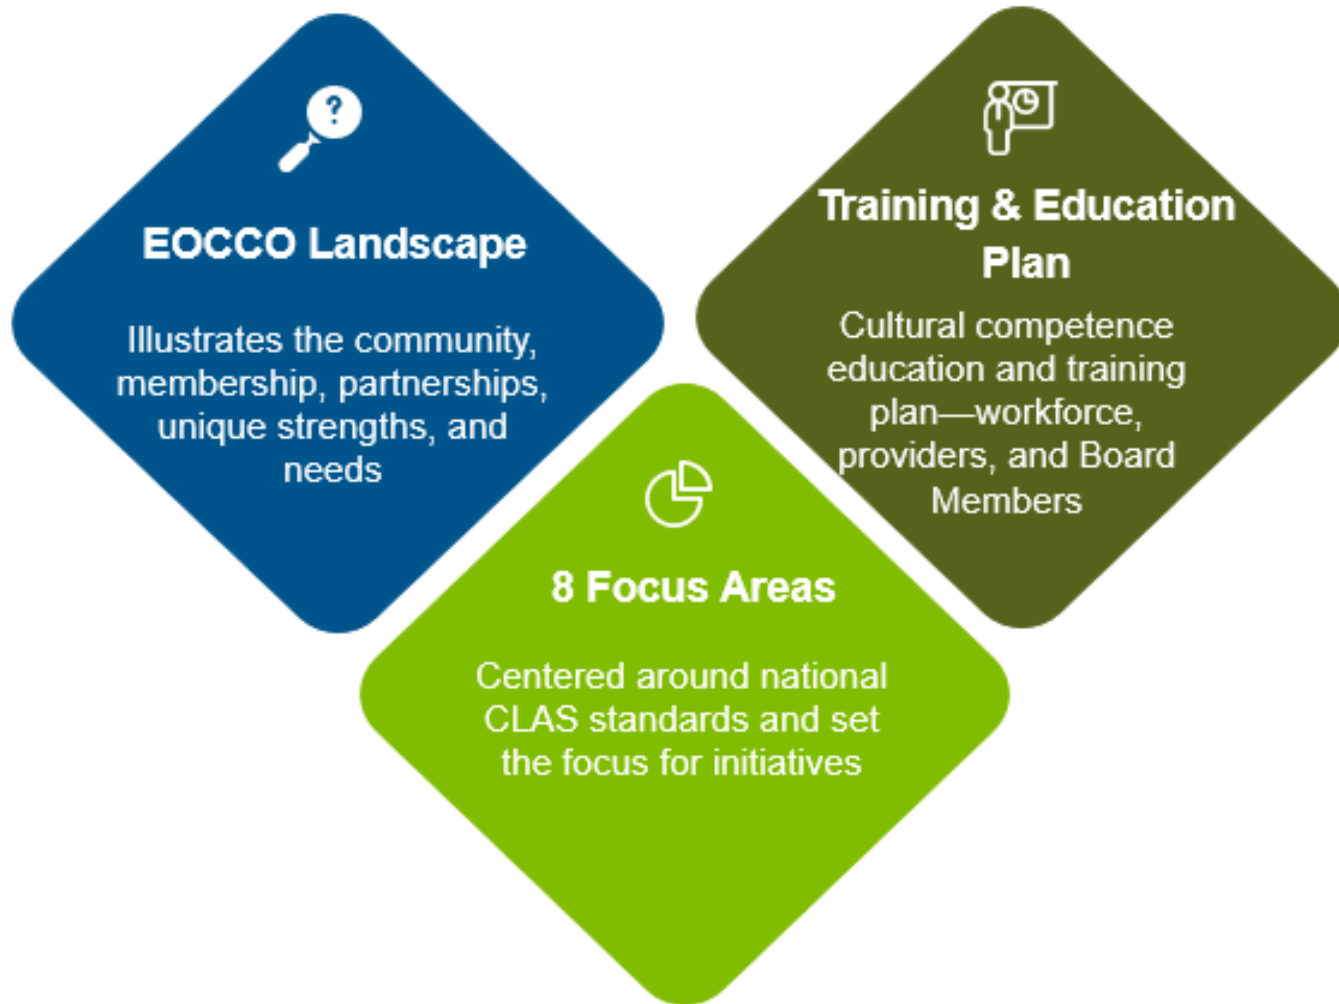 ?
EOCCO Landscape
Illustrates the community,
membership, partnerships,
unique strengths, and
needs
Training & Education
Plan
Cultural competence
education and training
plan—workforce,
providers, and Board
Members
8 Focus Areas
Centered around national
CLAS standards and set
the focus for initiatives